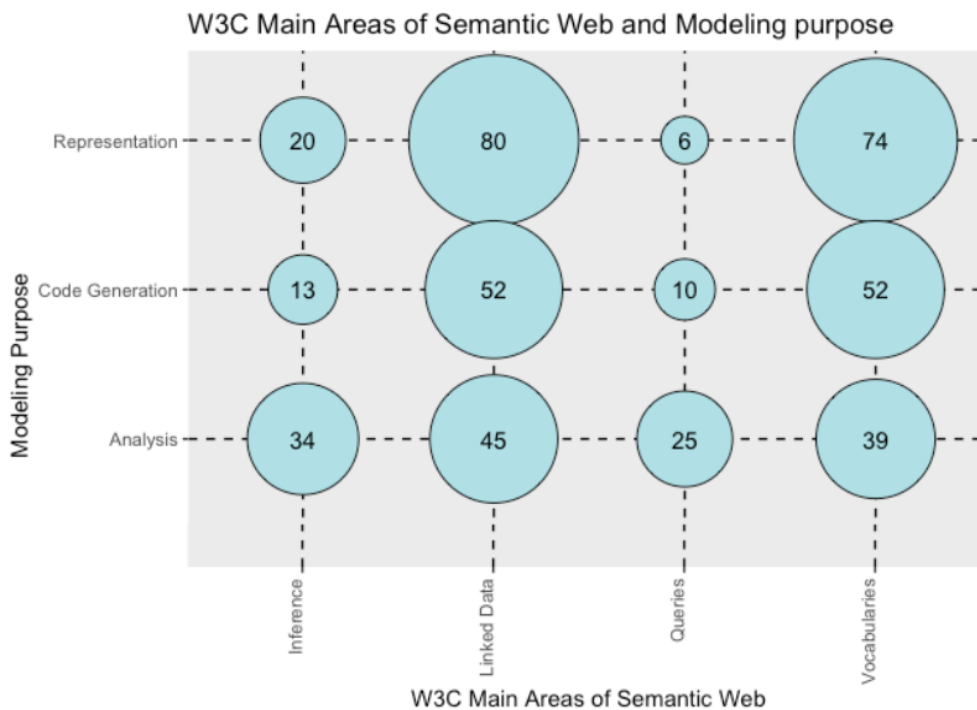 W3C Main Areas of Semantic Web and Modeling purpose
Representation
20
80
6
74
Code Generation
13
52
10
52
Analysis
34
45
25
39
Modeling Purpose
Inference
Linked Data
Queries
Vocabularies
W3C Main Areas of Semantic Web